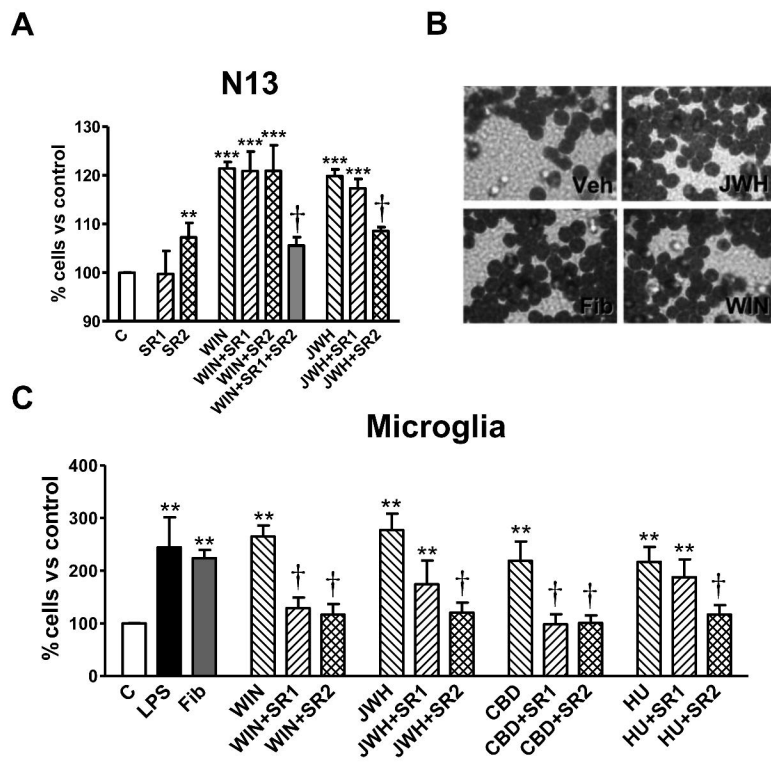 A
B
N13
% cells vs control
130
120
110
100
90
**
***
***
***
†
***
***
†
C
SR1
SR2
WIN
WIN+SR1
WIN+SR2
WIN+SR1+SR2
JWH
JWH+SR1
JWH+SR2
Veh
JWH
Fib
WIN
C
Microglia
% cells vs control
400
300
200
100
0
**
**
**
†
†
**
**
†
**
†
†
**
**
†
C
LPS
Fib
WIN
WIN+SR1
WIN+SR2
JWH
JWH+SR1
JWH+SR2
CBD
CBD+SR1
CBD+SR2
HU
HU+SR1
HU+SR2